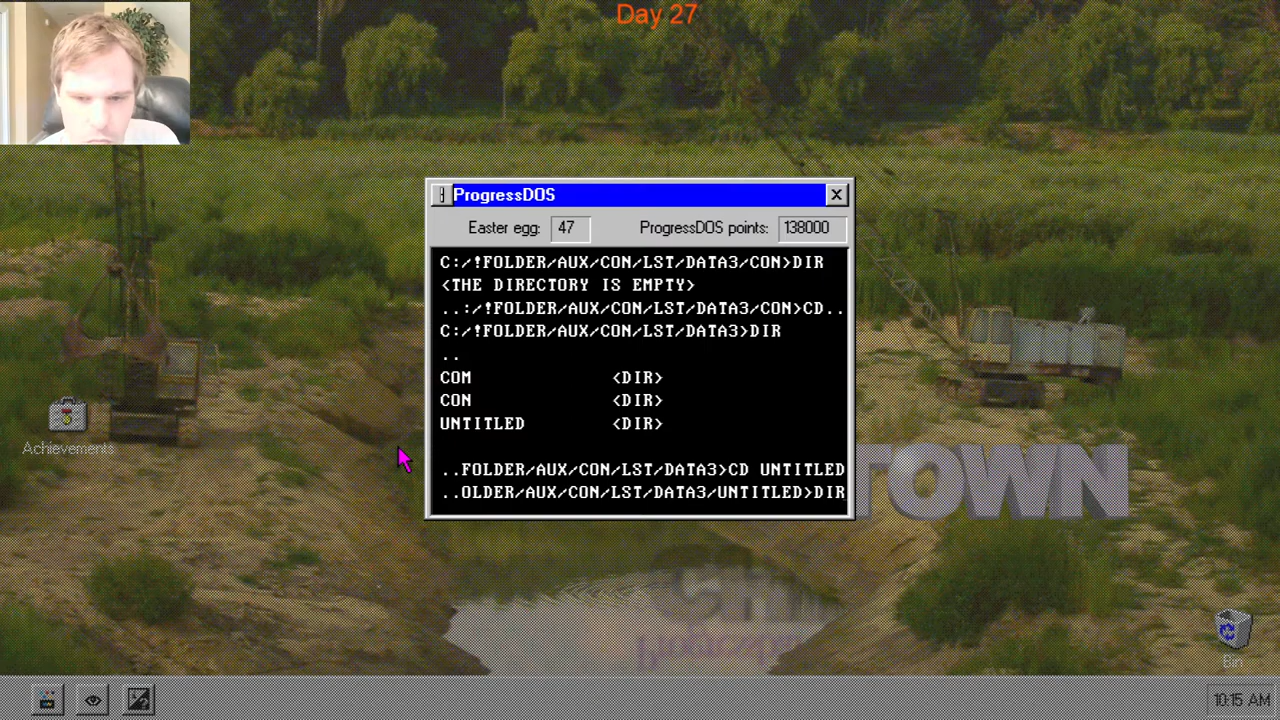 Day 27
ProgressDOS
Easter egg: 47 ProgressDOS points: 138000
C:/!FOLDER/AUX/CON/LST/DATA3/CON>DIR
<THE DIRECTORY IS EMPTY>
..:/!FOLDER/AUX/CON/LST/DATA3/CON>CD..
C:/!FOLDER/AUX/CON/LST/DATA3>DIR
..
COM <DIR>
CON <DIR>
UNTITLED <DIR>
..FOLDER/AUX/CON/LST/DATA3>CD UNTITLED
..OLDER/AUX/CON/LST/DATA3/UNTITLED>DIR
Achievements
TOWN
Bin
10:15 AM